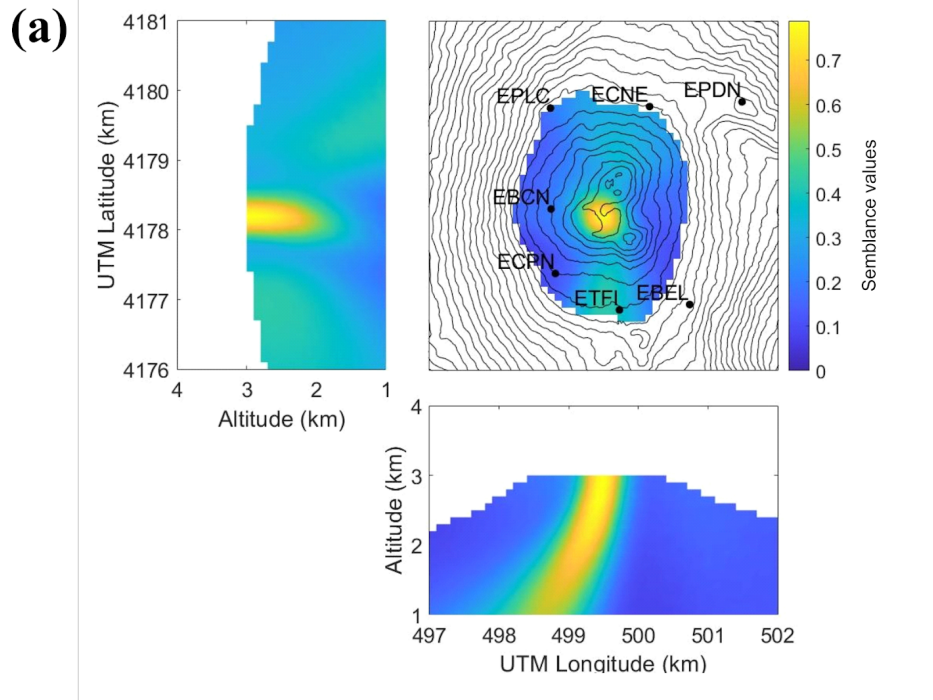 (a)
4181
4180
4179
4178
4177
4176
UTM Latitude (km)
4
3
2
1
Altitude (km)
EPLC
ECNE
EPDN
EBCN
ECPN
ETFI
EBEL
0.7
0.6
0.5
0.4
0.3
0.2
0.1
0
Semblance values
4
3
2
1
Altitude (km)
497
498
499
500
501
502
UTM Longitude (km)